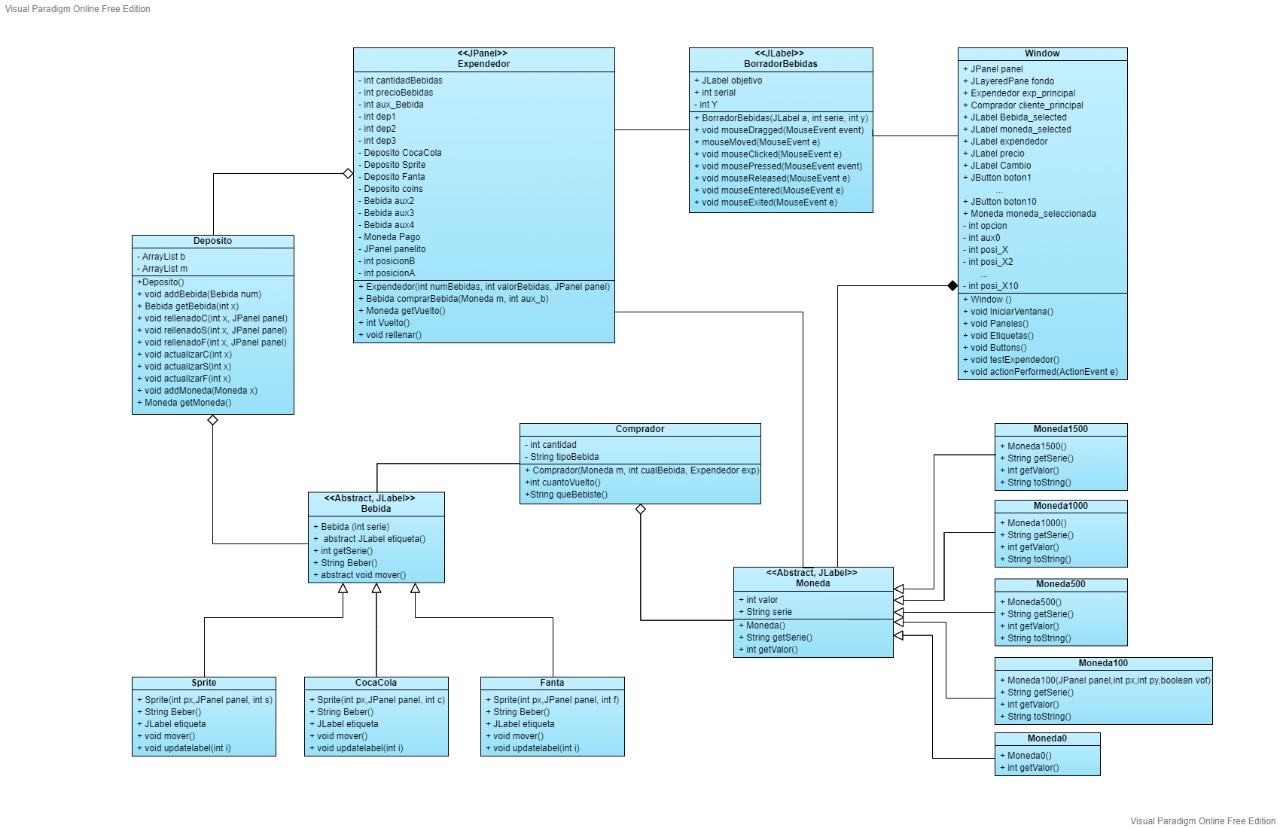 Visual Paradigm Online Free Edition
<<JPanel>>
Expendedor
- int cantidadBebidas
- int precioBebidas
- int aux_Bebida
- int dep1
- int dep2
- int dep3
- Deposito CocaCola
- Deposito Sprite
- Deposito Fanta
- Deposito coins
- Bebida aux2
- Bebida aux3
- Bebida aux4
- Moneda Pago
- JPanel panelito
- int posicionB
- int posicionA
+ Expendedor(int numBebidas, int valorBebidas, JPanel panel)
+ Bebida comprarBebida(Moneda m, int aux_b)
+ Moneda getVuelto()
+ int Vuelto()
+ void rellenar()
<<JLabel>>
BorradorBebidas
+ JLabel objetivo
+ int serial
- int Y
+ BorradorBebidas(JLabel a, int serie, int y)
+ void mouseDragged(MouseEvent event)
+ mouseMoved(MouseEvent e)
+ void mouseClicked(MouseEvent e)
+ void mousePressed(MouseEvent event)
+ void mouseReleased(MouseEvent e)
+ void mouseEntered(MouseEvent e)
+ void mouseExited(MouseEvent e)
Window
+ JPanel panel
+ JLayeredPane fondo
+ Expendedor exp_principal
+ Comprador cliente_principal
+ JLabel Bebida_selected
+ JLabel moneda_selected
+ JLabel expendedor
+ JLabel precio
+ JLabel Cambio
+ JButton boton1
...
+ JButton boton10
+ Moneda moneda_seleccionada
- int opcion
- int aux0
- int posi_X
- int posi_X2
...
- int posi_X10
+ Window ()
+ void IniciarVentana()
+ void Paneles()
+ void Etiquetas()
+ void Buttons()
+ void testExpendedor()
+ void actionPerformed(ActionEvent e)
Deposito
- ArrayList b
- ArrayList m
+Deposito()
+ void addBebida(Bebida num)
+ Bebida getBebida(int x)
+ void rellenadoC(int x, JPanel panel)
+ void rellenadoS(int x, JPanel panel)
+ void rellenadoF(int x, JPanel panel)
+ void actualizarC(int x)
+ void actualizarS(int x)
+ void actualizarF(int x)
+ void addMoneda(Moneda x)
+ Moneda getMoneda()
Comprador
- int cantidad
- String tipoBebida
+ Comprador(Moneda m, int cualBebida, Expendedor exp)
+int cuantoVuelto()
+String queBebiste()
<<Abstract, JLabel>>
Bebida
+ Bebida (int serie)
+ abstract JLabel etiqueta()
+ int getSerie()
+ String Beber()
+ abstract void mover()
<<Abstract, JLabel>>
Moneda
+ int valor
+ String serie
+ Moneda()
+ String getSerie()
+ int getValor()
Moneda1500
+ Moneda1500()
+ String getSerie()
+ int getValor()
+ String toString()
Moneda1000
+ Moneda1000()
+ String getSerie()
+ int getValor()
+ String toString()
Moneda500
+ Moneda500()
+ String getSerie()
+ int getValor()
+ String toString()
Moneda100
+ Moneda100(JPanel panel,int px,int py,boolean vof)
+ String getSerie()
+ int getValor()
+ String toString()
Moneda0
+ Moneda0()
+ int getValor()
Sprite
+ Sprite(int px,JPanel panel, int s)
+ String Beber()
+ JLabel etiqueta
+ void mover()
+ void updatelabel(int i)
CocaCola
+ Sprite(int px,JPanel panel, int c)
+ String Beber()
+ JLabel etiqueta
+ void mover()
+ void updatelabel(int i)
Fanta
+ Sprite(int px,JPanel panel, int f)
+ String Beber()
+ JLabel etiqueta
+ void mover()
+ void updatelabel(int i)
Visual Paradigm Online Free Edition